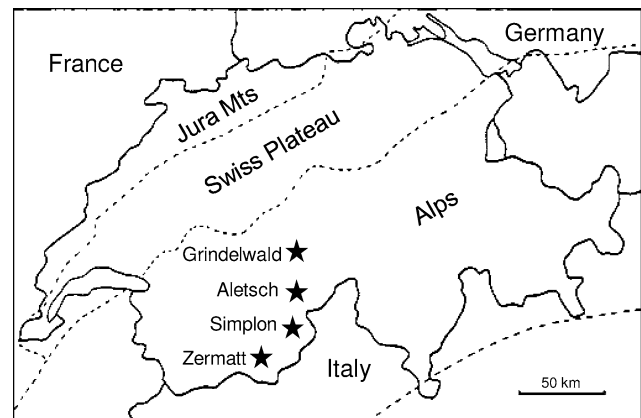 Germany
France
Jura Mts
Swiss Plateau
Alps
Grindelwald
Aletsch
Simplon
Zermatt
Italy
50 km